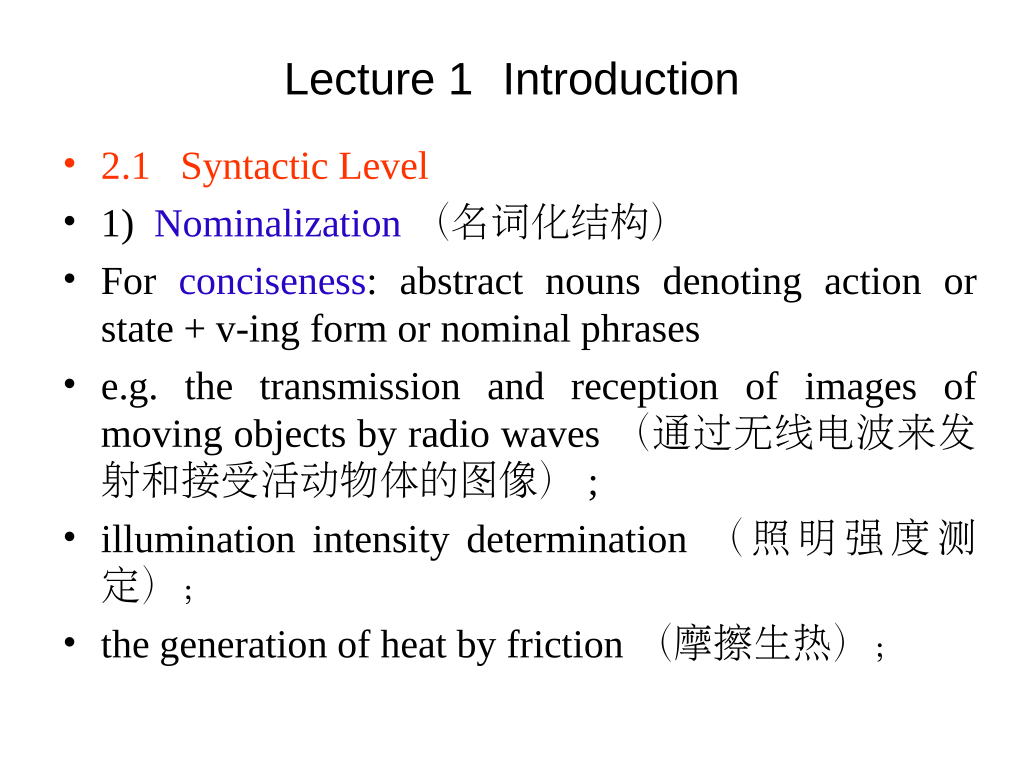 Lecture 1 Introduction
• 2.1 Syntactic Level
• 1) Nominalization （名词化结构）
• For conciseness: abstract nouns denoting action or
state + v-ing form or nominal phrases
• e.g. the transmission and reception of images of
moving objects by radio waves （通过无线电波来发
射和接受活动物体的图像） ;
• illumination intensity determination （照明强度测
定）；
• the generation of heat by friction （摩擦生热）；